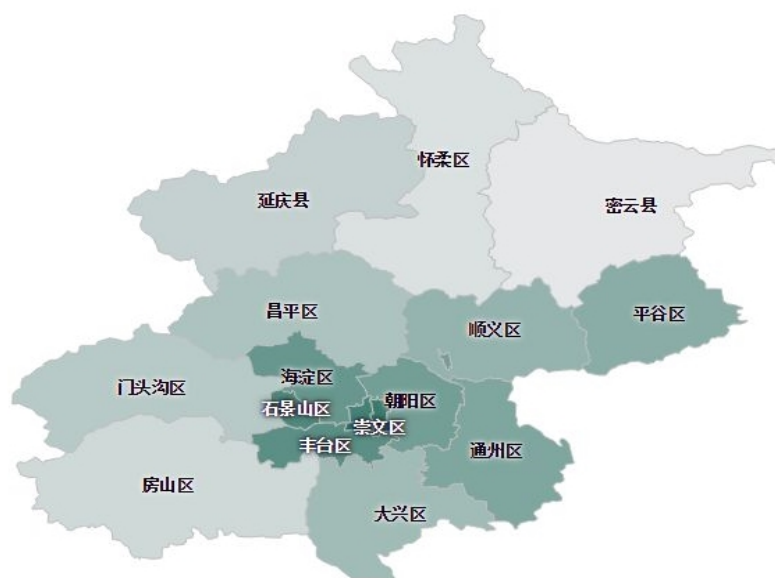 怀柔区
延庆县
密云县
昌平区
顺义区
平谷区
海淀区
门头沟区
朝阳区
石景山区
崇文区
丰台区
通州区
房山区
大兴区